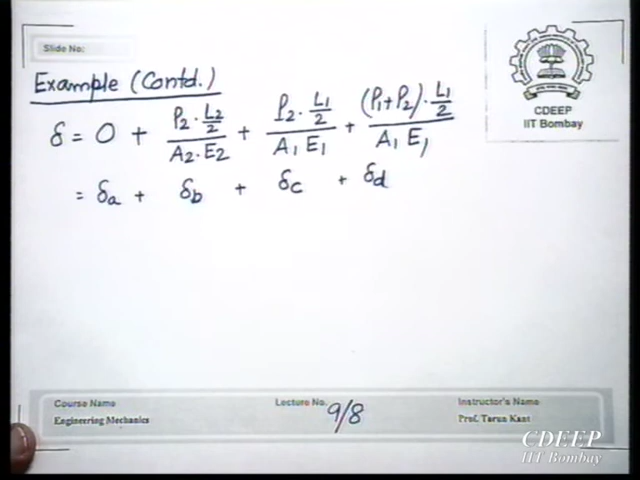 Slide No:
Example (Contd.)
δ = 0 + P₂ · L₂/2 / A₂ · E₂ + P₂ · L₁/2 / A₁ E₁ + (P₁+P₂) · L₁/2 / A₁ E₁
= δa + δb + δc + δd
CDEEP
IIT Bombay
Course Name
Engineering Mechanics
Lecture No.
9/8
Instructor's Name
Prof. Tarun Kant
CDEEP
IIT Bombay